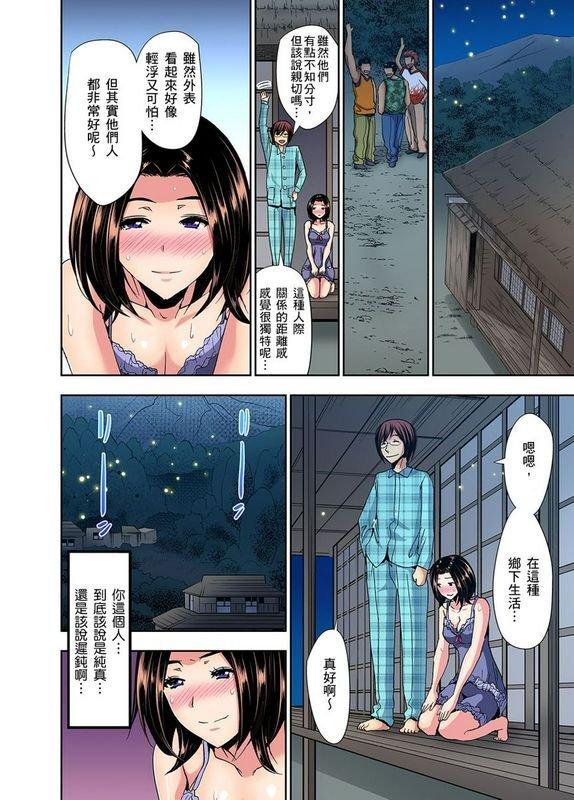 雖然他們
有點不知分寸，
但該說親切嗎…
這種人際
關係的距離感
感覺很獨特呢…
雖然外表
看起來好像
輕浮又可怕…
但其實他們人
都非常好呢～
嗯嗯，
在這種
鄉下生活…
真好啊～
你這個人…
到底該說是純真…
還是該說遲鈍啊…